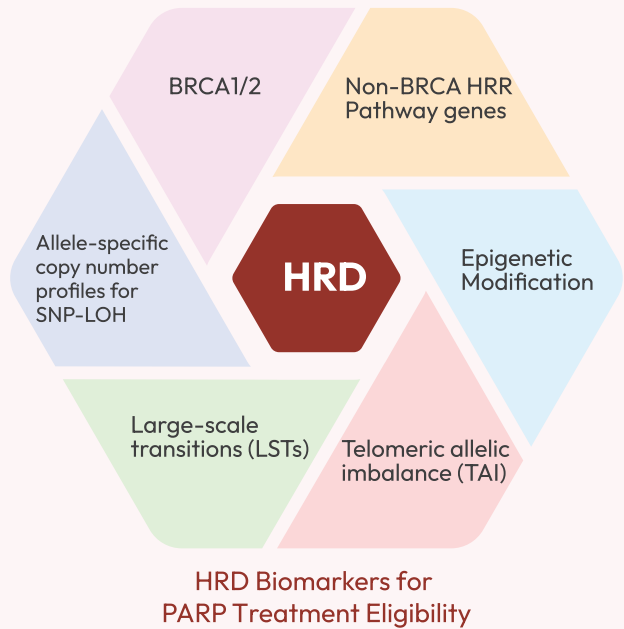 BRCA1/2
Non-BRCA HRR
Pathway genes
Allele-specific
copy number
profiles for
SNP-LOH
HRD
Epigenetic
Modification
Large-scale
transitions (LSTs)
Telomeric allelic
imbalance (TAI)
HRD Biomarkers for
PARP Treatment Eligibility